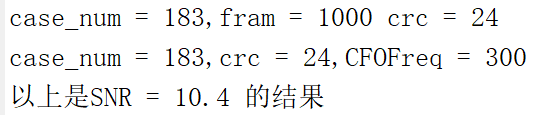 case_num = 183,fram = 1000 crc = 24
case_num = 183,crc = 24,CFOFreq = 300
以上是SNR = 10.4 的结果